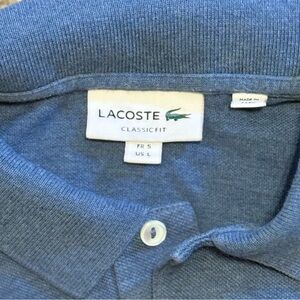 LACOSTE
CLASSIC FIT
FR 5
US L
MADE IN